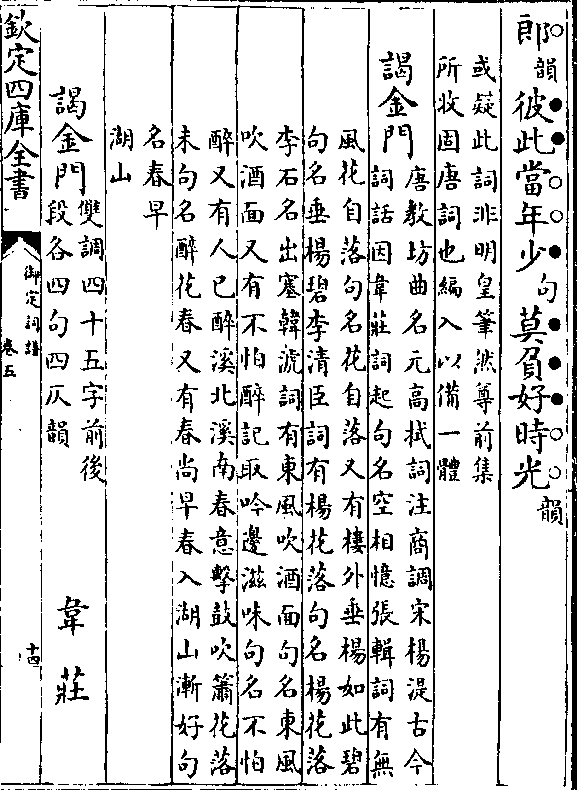 郎韻○彼●此●當○年○少●句莫●負●好●時○光○韻
或疑此詞非明皇筆然尊前集
所收固唐詞也編入以備一體
謁金門
唐教坊曲名元高拭詞注商調宋楊湜古今
詞話因韋莊詞起句名空相憶張輯詞有無
風花自落句名花自落又有樓外垂楊如此碧
句名垂楊碧李清臣詞有楊花落句名楊花落
李石名出塞韓淲詞有東風吹酒面句名東風
吹酒面又有不怕醉記取吟邊滋味句名不怕
醉又有人已醉溪北溪南春意擊鼓吹簫花落
未句名醉花春又有春尚早春入湖山漸好句
名春早
湖山
謁金門
雙調四十五字前後
段各四句四仄韻
韋莊
欽定四庫全書
御定詞譜
卷五
十四